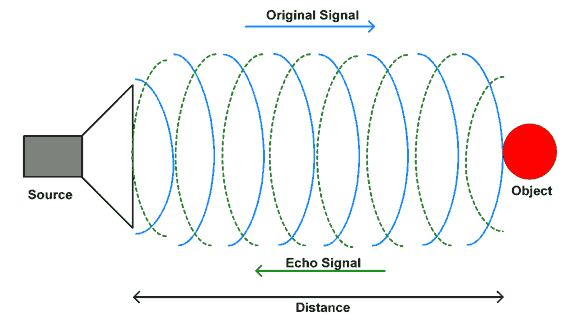 Original Signal
Source
Object
Echo Signal
Distance